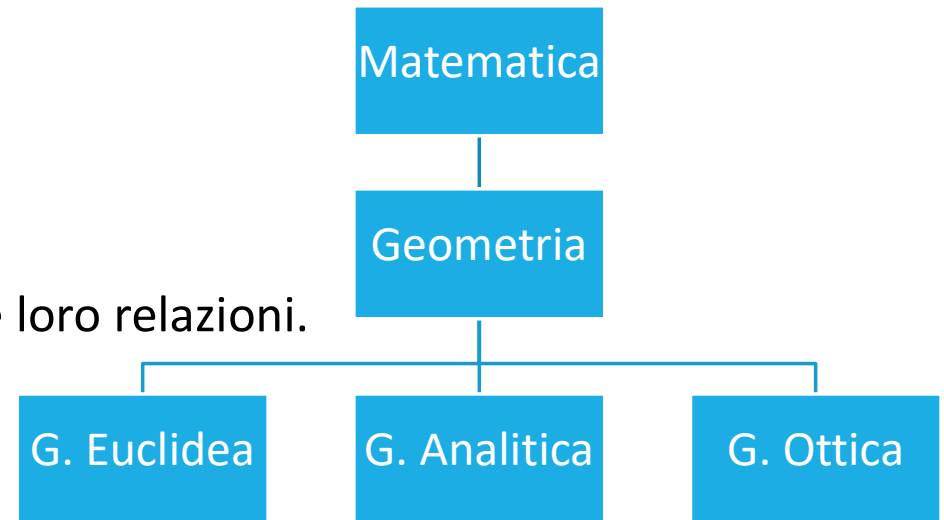 Matematica
Geometria
loro relazioni.
G. Euclidea
G. Analitica
G. Ottica